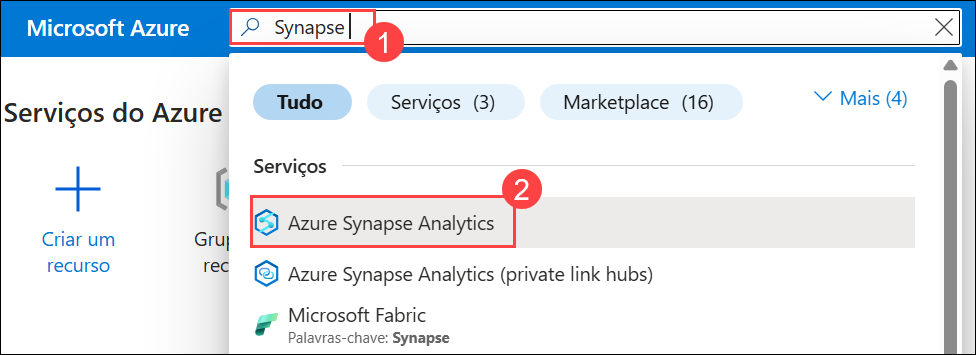 Microsoft Azure
Synapse
1
Tudo
Serviços (3)
Marketplace (16)
Mais (4)
Serviços do Azure
Serviços
2
Azure Synapse Analytics
Criar um
recurso
Grup
rec
Azure Synapse Analytics (private link hubs)
Microsoft Fabric
Palavras-chave: Synapse